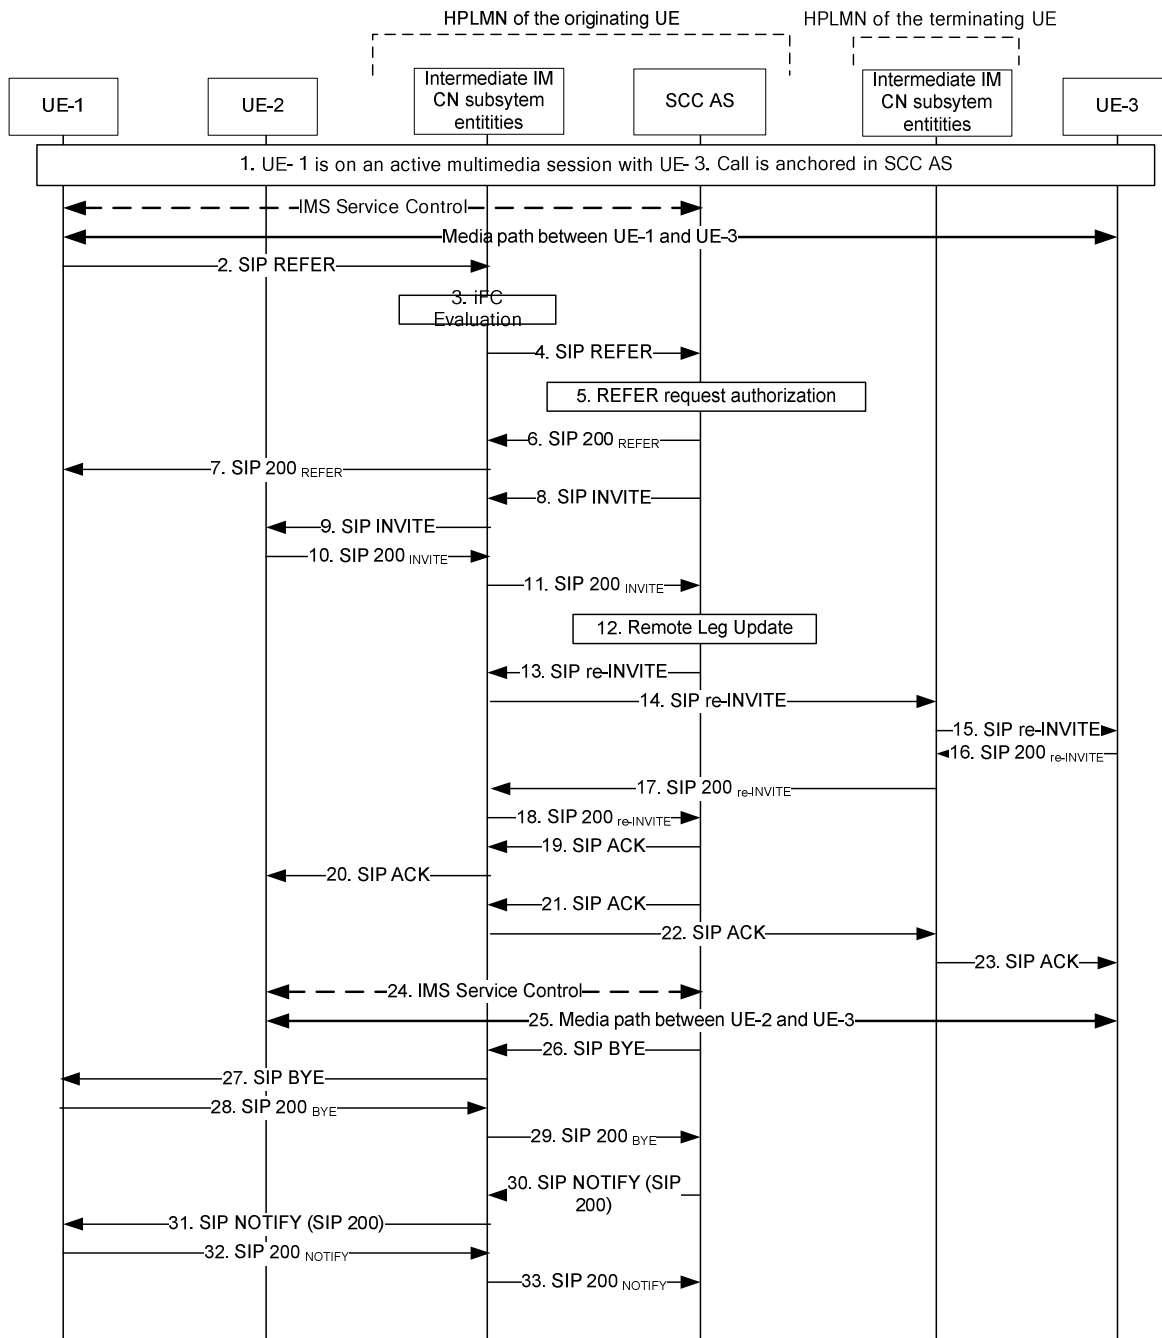 HPLMN of the originating UE
HPLMN of the terminating UE
UE-1
UE-2
Intermediate IM
CN subsytem
entitities
SCC AS
Intermediate IM
CN subsytem
entitities
UE-3
1. UE- 1 is on an active multimedia session with UE- 3. Call is anchored in SCC AS
IMS Service Control
Media path between UE-1 and UE-3
2. SIP REFER
3. iFC
Evaluation
4. SIP REFER
5. REFER request authorization
6. SIP 200 REFER
7. SIP 200 REFER
8. SIP INVITE
9. SIP INVITE
10. SIP 200 INVITE
11. SIP 200 INVITE
12. Remote Leg Update
13. SIP re-INVITE
14. SIP re-INVITE
15. SIP re-INVITE
16. SIP 200 re-INVITE
17. SIP 200 re-INVITE
18. SIP 200 re-INVITE
19. SIP ACK
20. SIP ACK
21. SIP ACK
22. SIP ACK
23. SIP ACK
24. IMS Service Control
25. Media path between UE-2 and UE-3
26. SIP BYE
27. SIP BYE
28. SIP 200 BYE
29. SIP 200 BYE
30. SIP NOTIFY (SIP
200)
31. SIP NOTIFY (SIP 200)
32. SIP 200 NOTIFY
33. SIP 200 NOTIFY